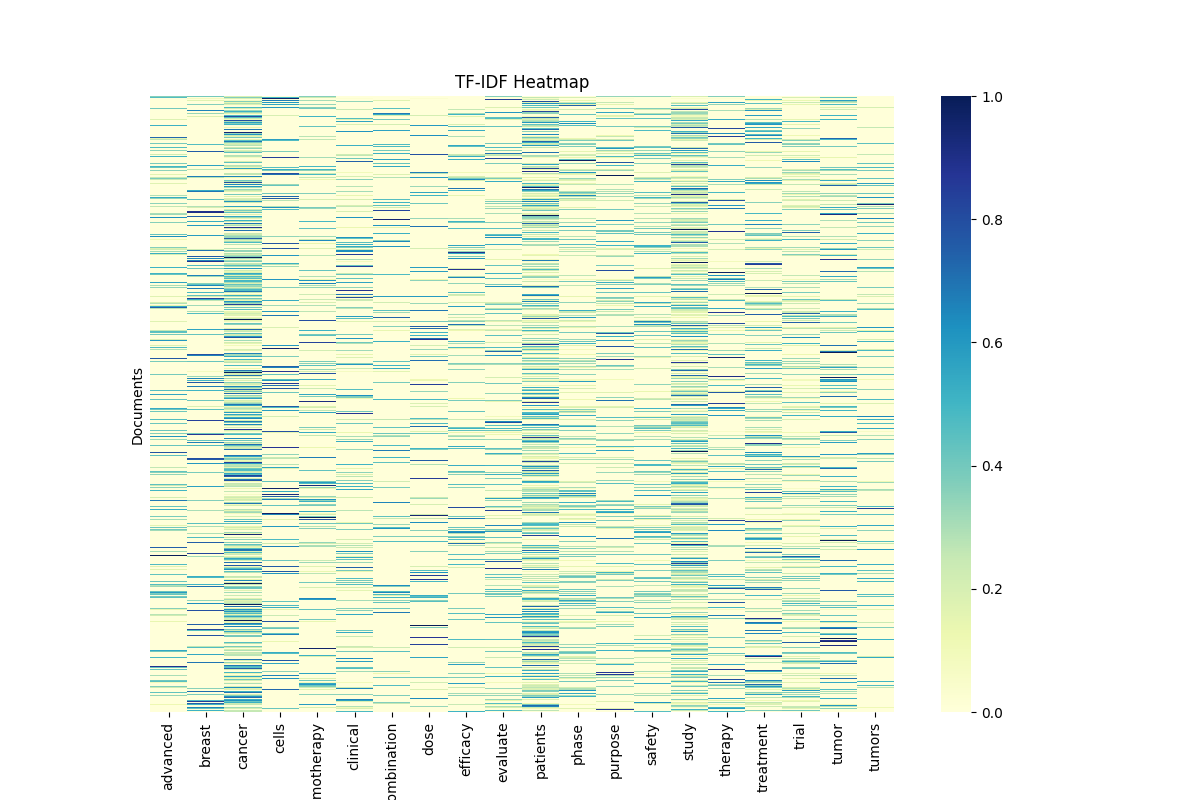 TF-IDF Heatmap
Documents
advanced
breast
cancer
cells
motherapy
clinical
ombination
dose
efficacy
evaluate
patients
phase
purpose
safety
study
therapy
treatment
trial
tumor
tumors
1.0
0.8
0.6
0.4
0.2
0.0